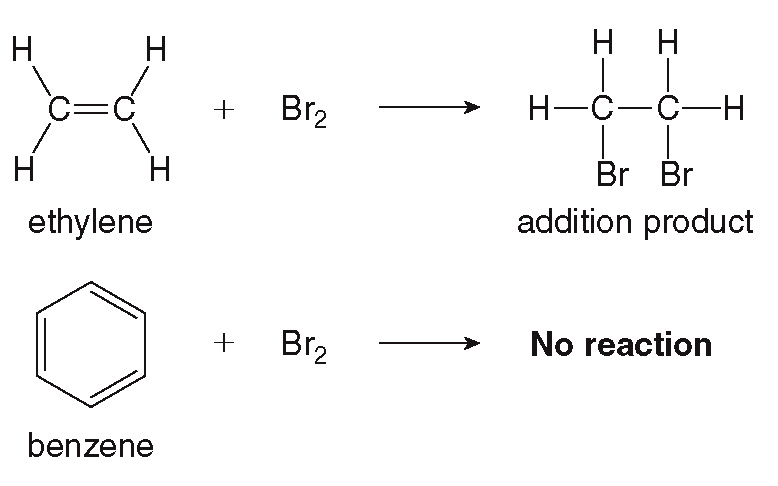 H H
C=C + Br2 H—C—C—H
H H
H H
Br Br
ethylene addition product
+ Br2 No reaction
benzene